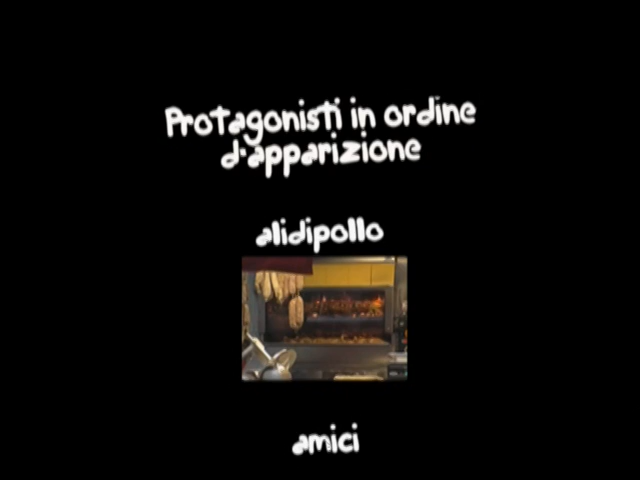 Protagonisti in ordine
d'apparizione
alidipollo
amici